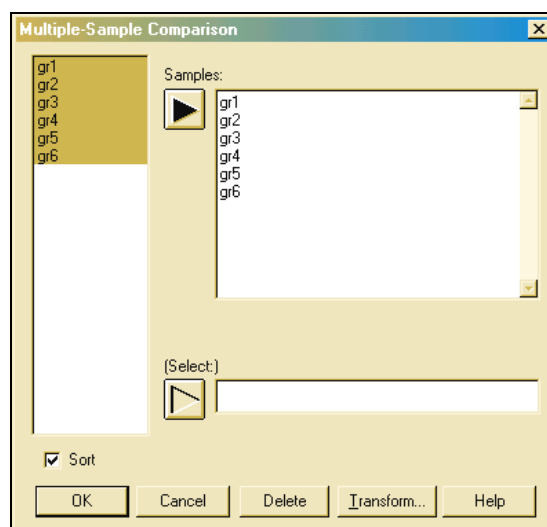 Multiple-Sample Comparison
gr1
gr2
gr3
gr4
gr5
gr6
Samples:
gr1
gr2
gr3
gr4
gr5
gr6
(Select:)
Sort
OK
Cancel
Delete
Transform...
Help